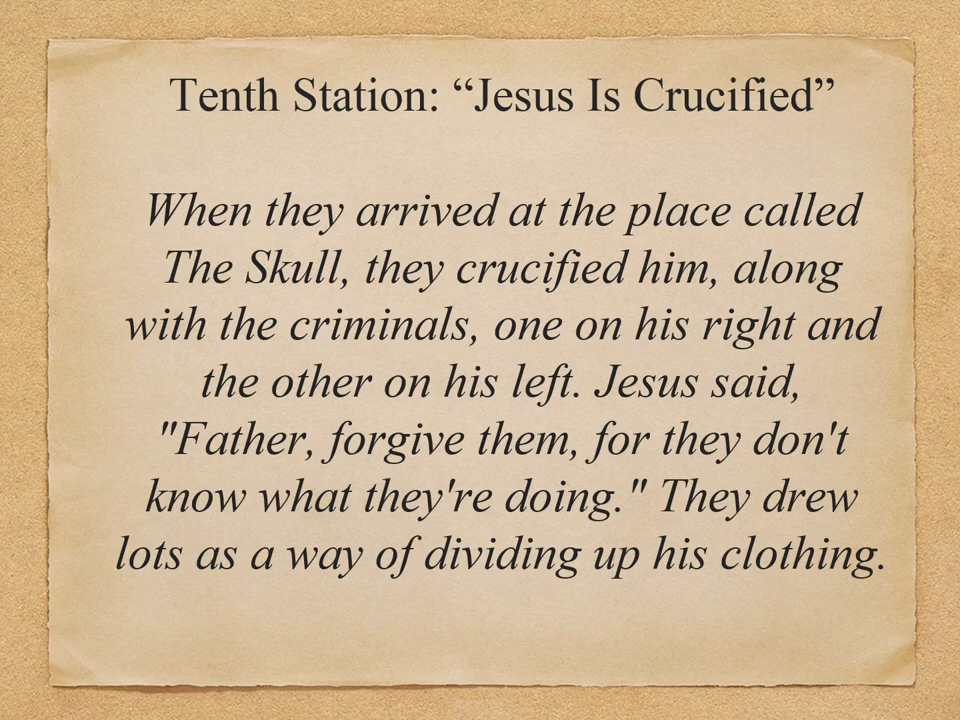 Tenth Station: “Jesus Is Crucified”
When they arrived at the place called
The Skull, they crucified him, along
with the criminals, one on his right and
the other on his left. Jesus said,
"Father, forgive them, for they don't
know what they're doing." They drew
lots as a way of dividing up his clothing.